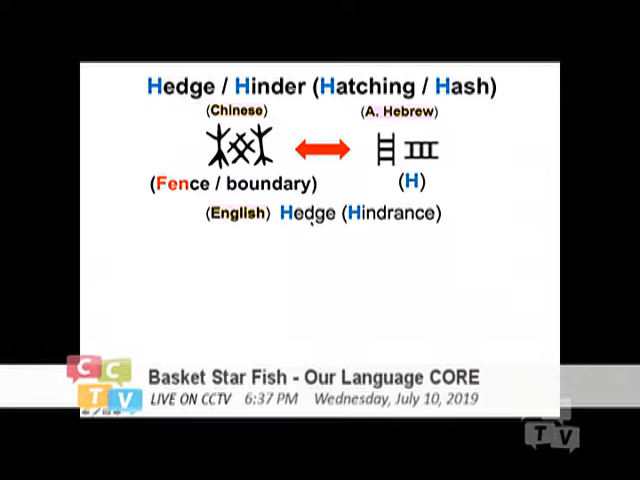 Hedge / Hinder (Hatching / Hash)
(Chinese) (A. Hebrew)
(Fence / boundary) (H)
(English) Hedge (Hindrance)
Basket Star Fish - Our Language CORE
LIVE ON CCTV 6:37 PM Wednesday, July 10, 2019
C C
T V
T V